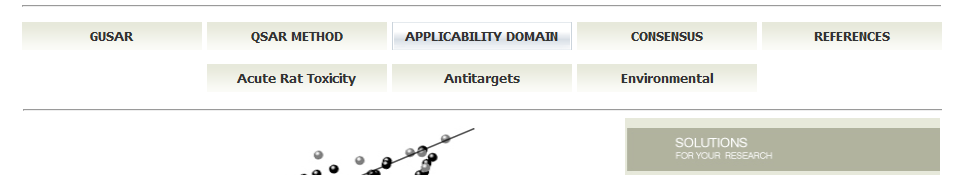 GUSAR QSAR METHOD APPLICABILITY DOMAIN CONSENSUS REFERENCES
Acute Rat Toxicity Antitargets Environmental
SOLUTIONS
FOR YOUR RESEARCH